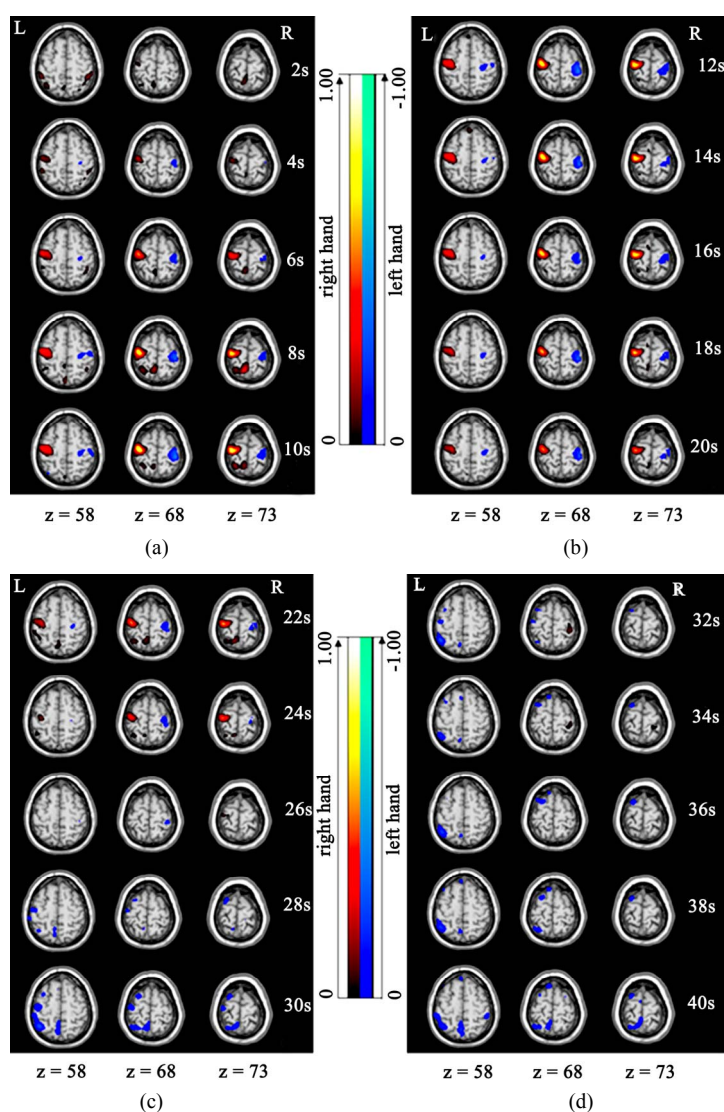 L
R
2s
4s
6s
8s
10s
z = 58 z = 68 z = 73
(a)
1.00
right hand
0
-1.00
left hand
0
L
R
12s
14s
16s
18s
20s
z = 58 z = 68 z = 73
(b)
L
R
22s
24s
26s
28s
30s
z = 58 z = 68 z = 73
(c)
1.00
right hand
0
-1.00
left hand
0
L
R
32s
34s
36s
38s
40s
z = 58 z = 68 z = 73
(d)